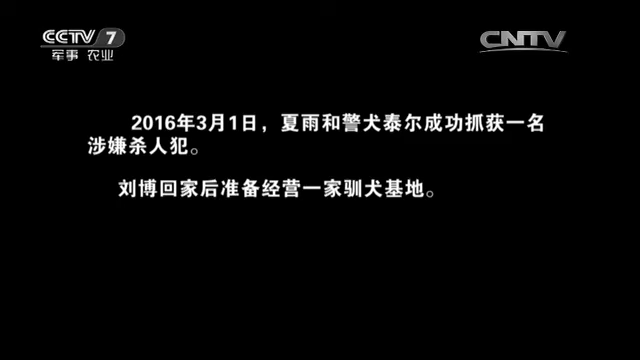 CCTV 7
CNTV
军事 农业
2016年3月1日，夏雨和警犬泰尔成功抓获一名
涉嫌杀人犯。
刘博回家后准备经营一家驯犬基地。